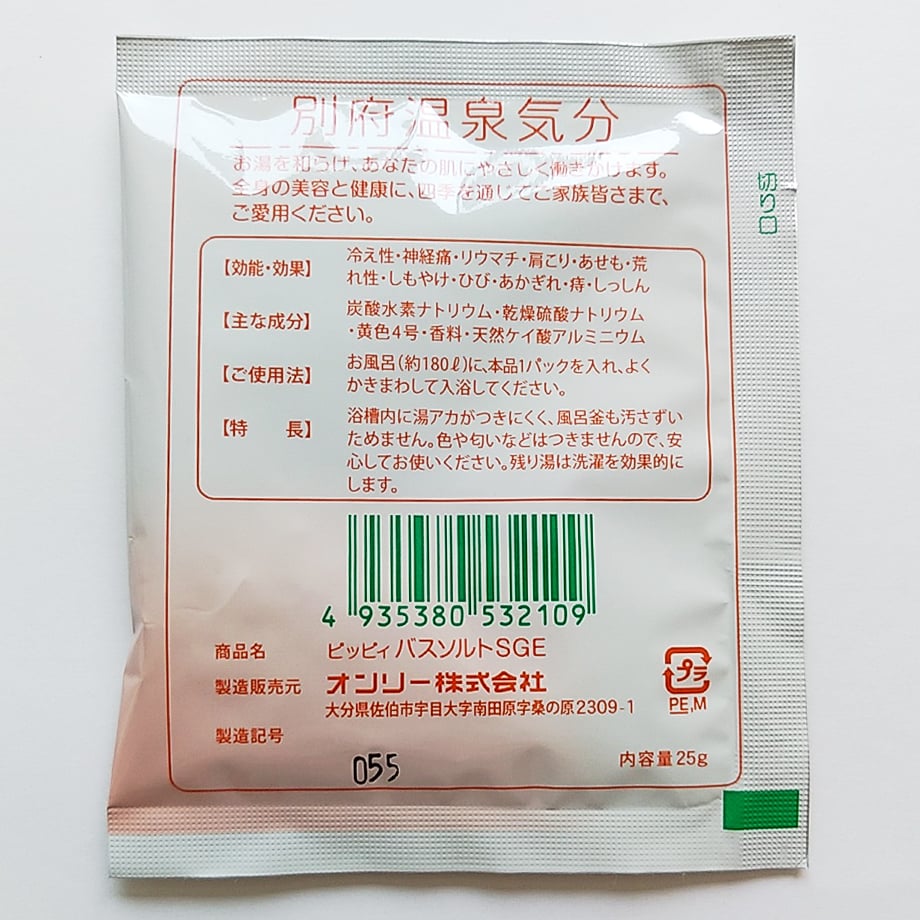 別府温泉気分
お湯を和らげ、あなたの肌にやさしく働きかけます。
全身の美容と健康に、四季を通じてご家族皆さまで、
ご愛用ください。
切り口
【効能・効果】 冷え性・神経痛・リウマチ・肩こり・あせも・荒
れ性・しもやけ・ひび・あかぎれ・痔・しっしん
【主な成分】 炭酸水素ナトリウム・乾燥硫酸ナトリウム
・黄色4号・香料・天然ケイ酸アルミニウム
【ご使用法】 お風呂(約180ℓ)に、本品1パックを入れ、よく
かきまわして入浴してください。
【特　長】 浴槽内に湯アカがつきにくく、風呂釜も汚さずい
ためません。色や匂いなどはつきませんので、安
心してお使いください。残り湯は洗濯を効果的に
します。
4 935380 532109
商品名 ピッピィバスソルトSGE
製造販売元 オンリー株式会社
大分県佐伯市宇目大字南田原字桑の原2309-1
プラ
PE,M
製造記号
055
内容量25g